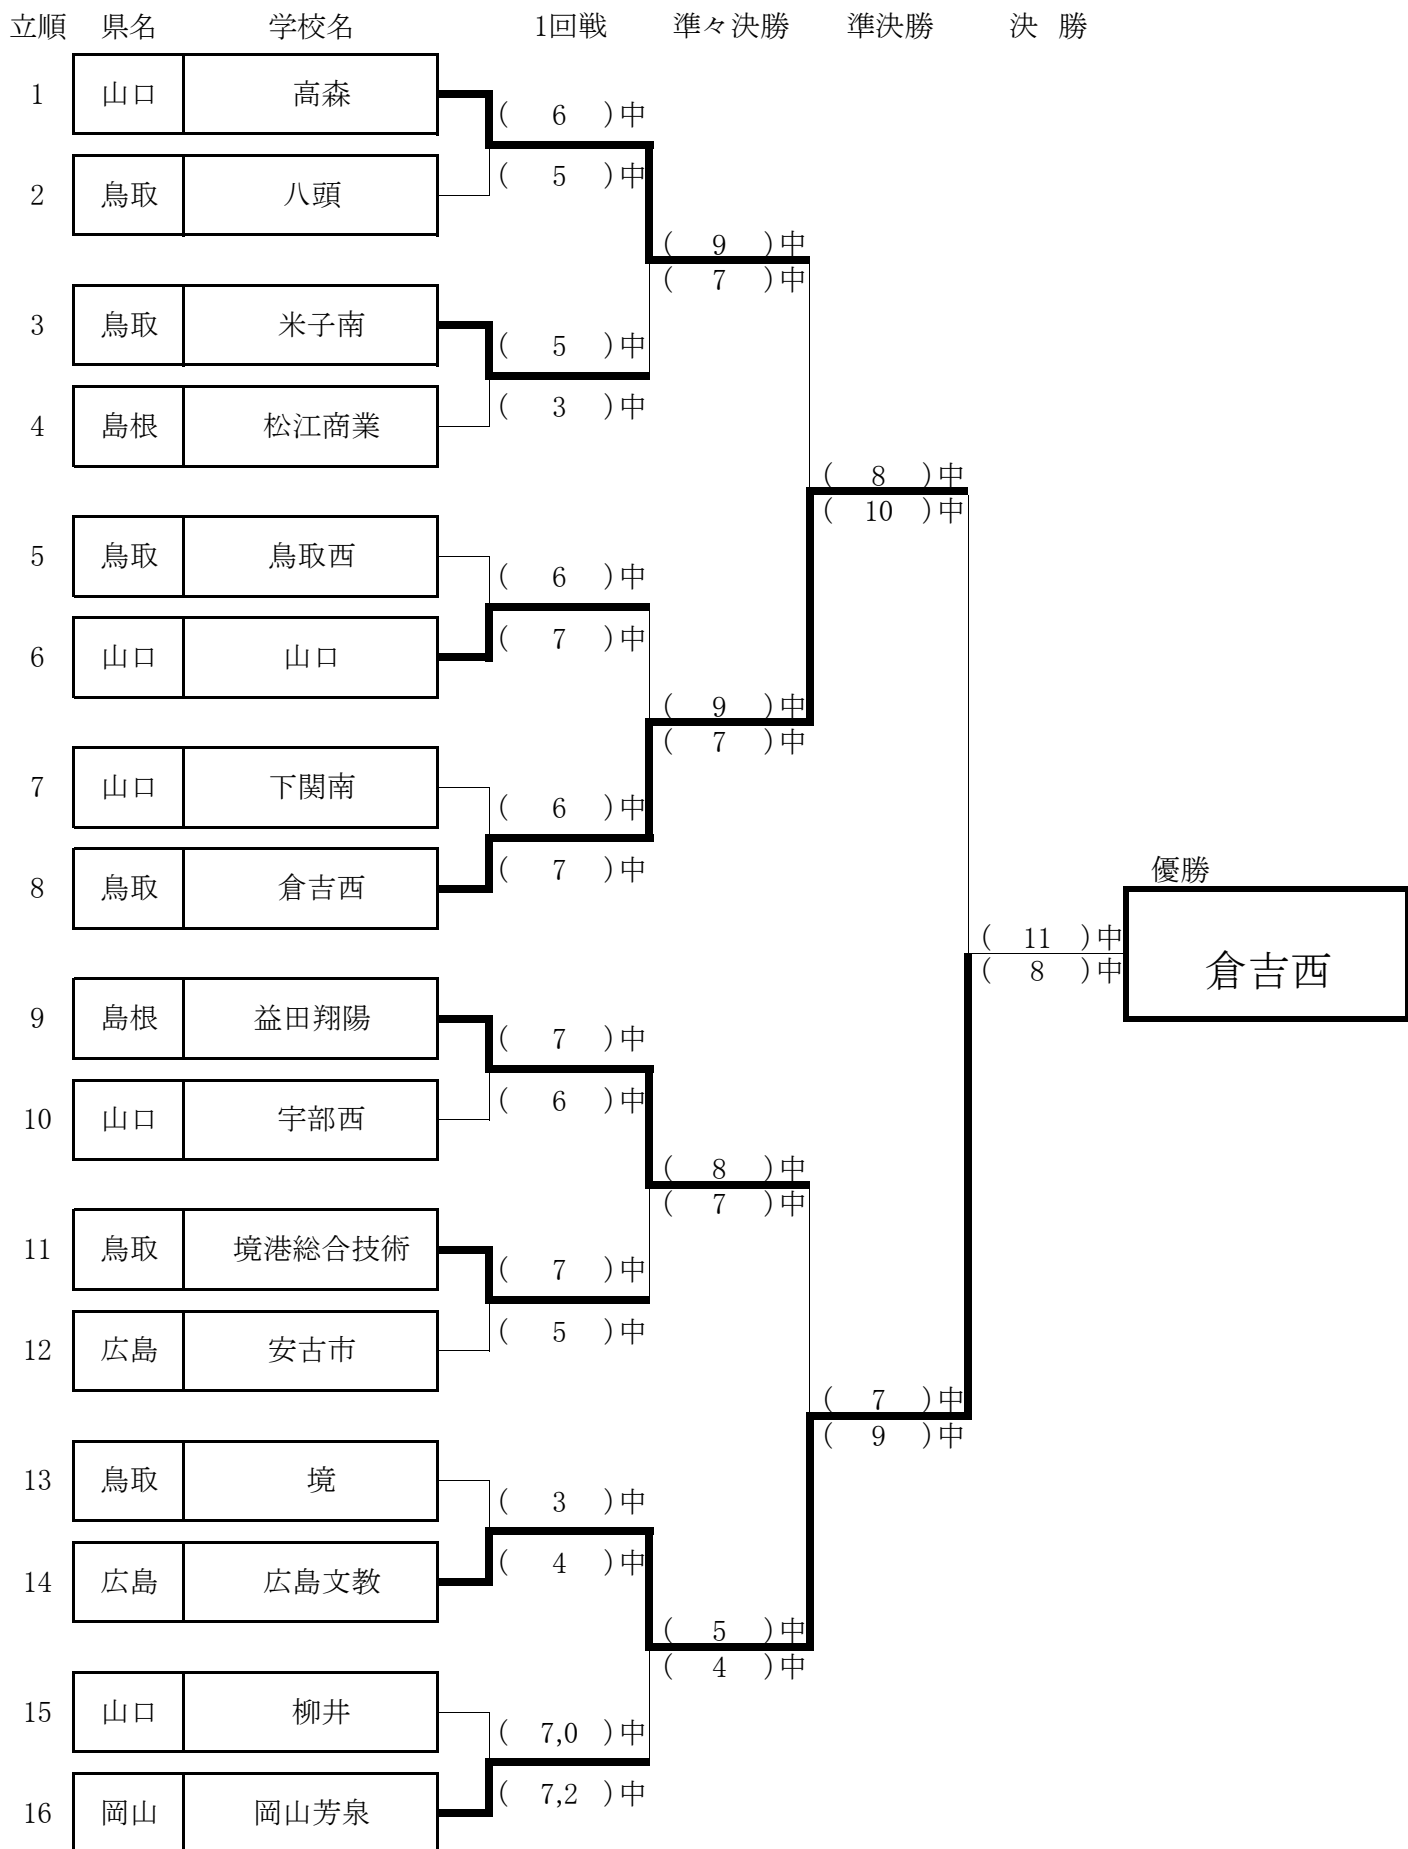 立順 県名 学校名 1回戦 準々決勝 準決勝 決 勝
1 山口 高森
( 6 )中
( 5 )中
2 鳥取 八頭
( 9 )中
( 7 )中
3 鳥取 米子南
( 5 )中
( 3 )中
4 島根 松江商業
( 8 )中
( 10 )中
5 鳥取 鳥取西
( 6 )中
( 7 )中
6 山口 山口
( 9 )中
( 7 )中
7 山口 下関南
( 6 )中
( 7 )中
8 鳥取 倉吉西
優勝
( 11 )中
( 8 )中
倉吉西
9 島根 益田翔陽
( 7 )中
( 6 )中
10 山口 宇部西
( 8 )中
( 7 )中
11 鳥取 境港総合技術
( 7 )中
( 5 )中
12 広島 安古市
( 7 )中
( 9 )中
13 鳥取 境
( 3 )中
( 4 )中
14 広島 広島文教
( 5 )中
( 4 )中
15 山口 柳井
( 7,0 )中
( 7,2 )中
16 岡山 岡山芳泉